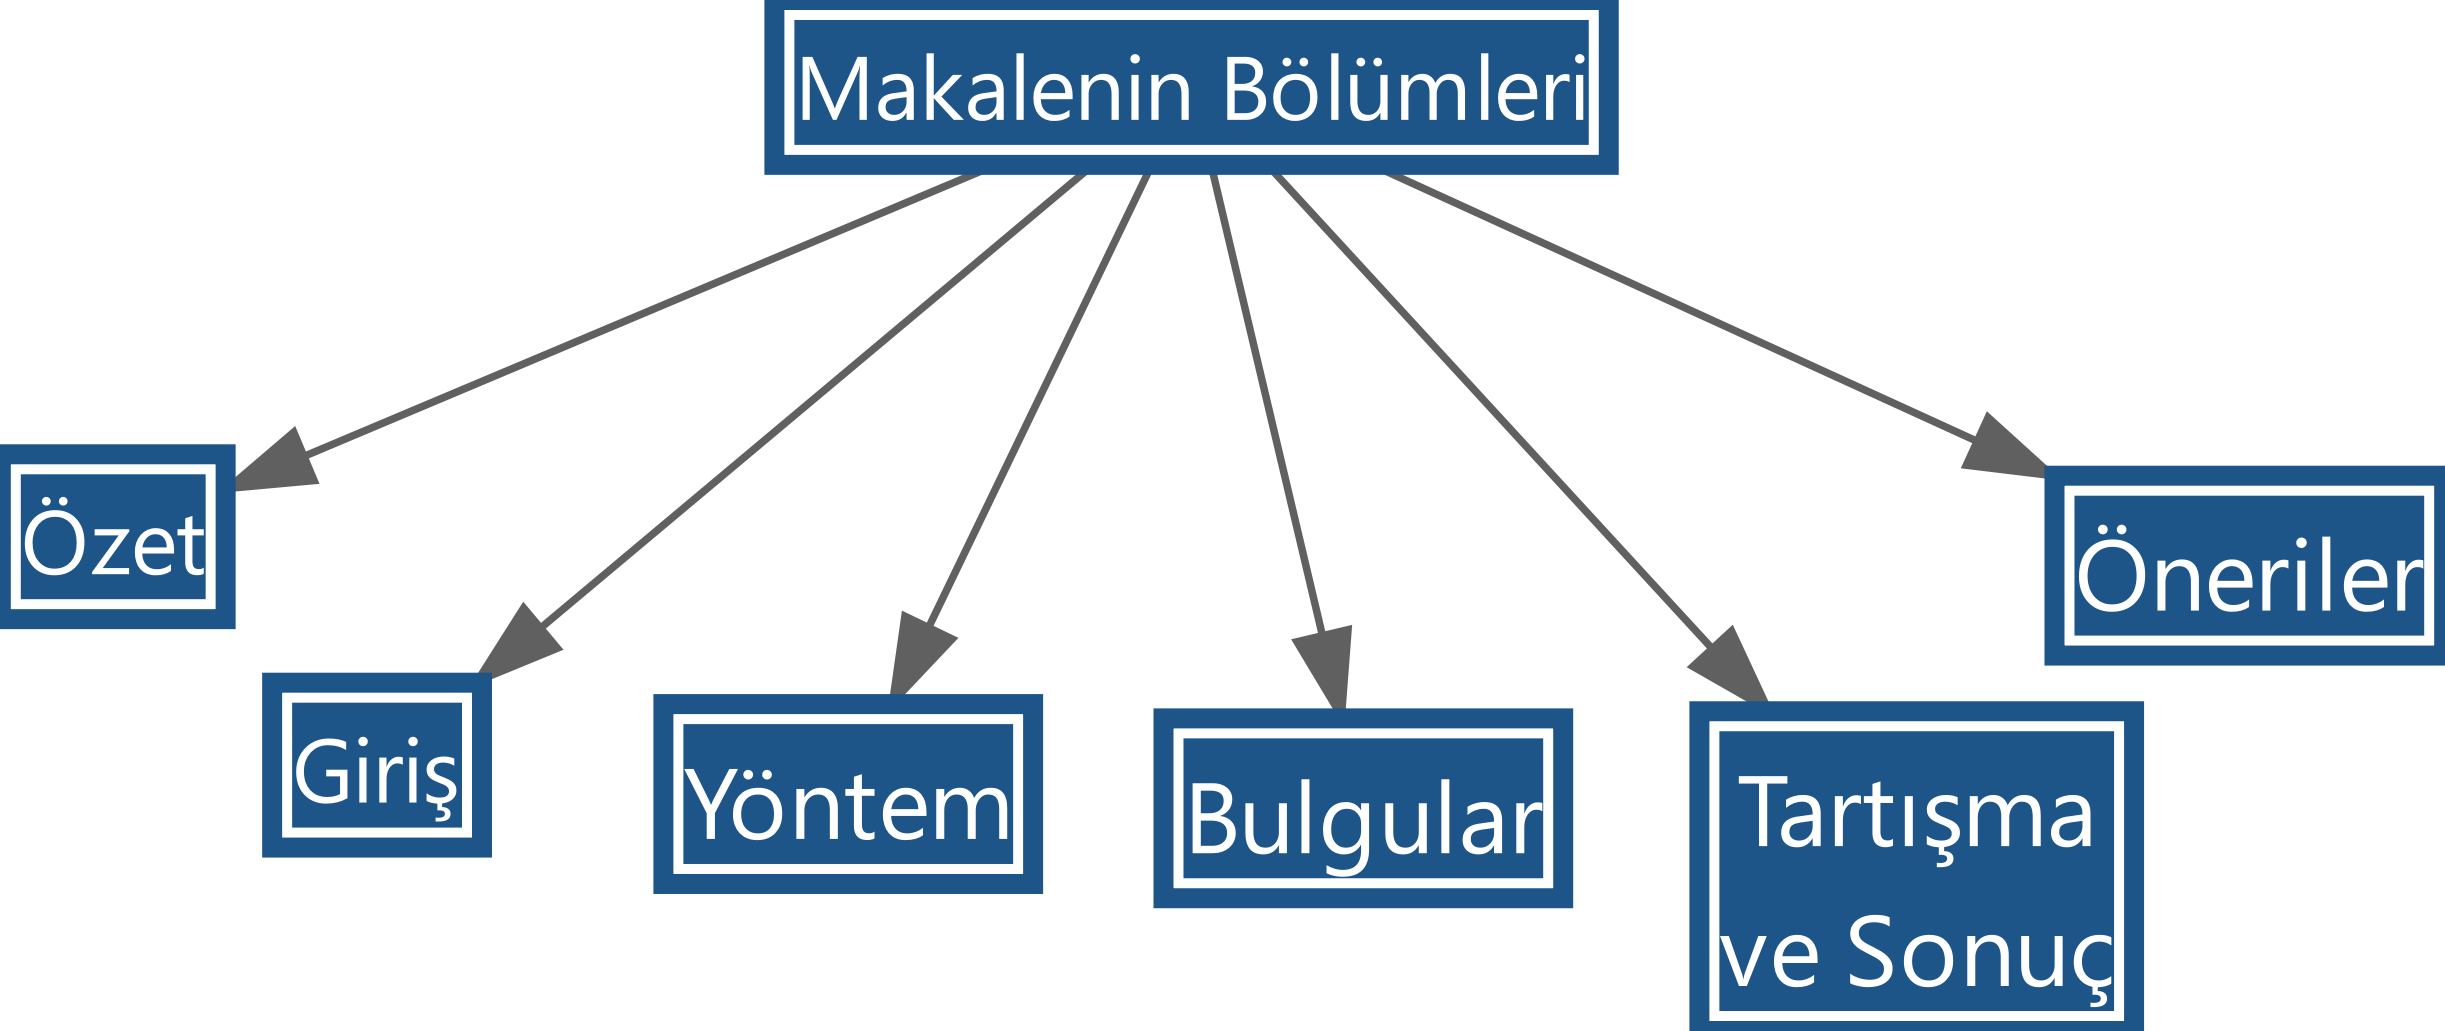 Makalenin Bölümleri
Özet
Giriş
Yöntem
Bulgular
Tartışma
ve Sonuç
Öneriler